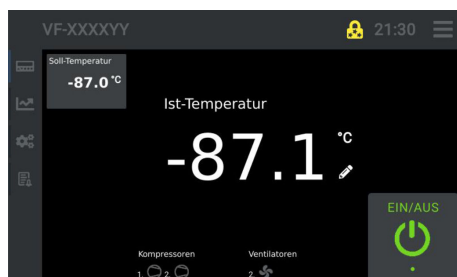 VF-XXXXYY
21:30
Soll-Temperatur
-87.0 °C
Ist-Temperatur
-87.1 °C
EIN/AUS
Kompressoren
Ventilatoren
1. 2.
2.